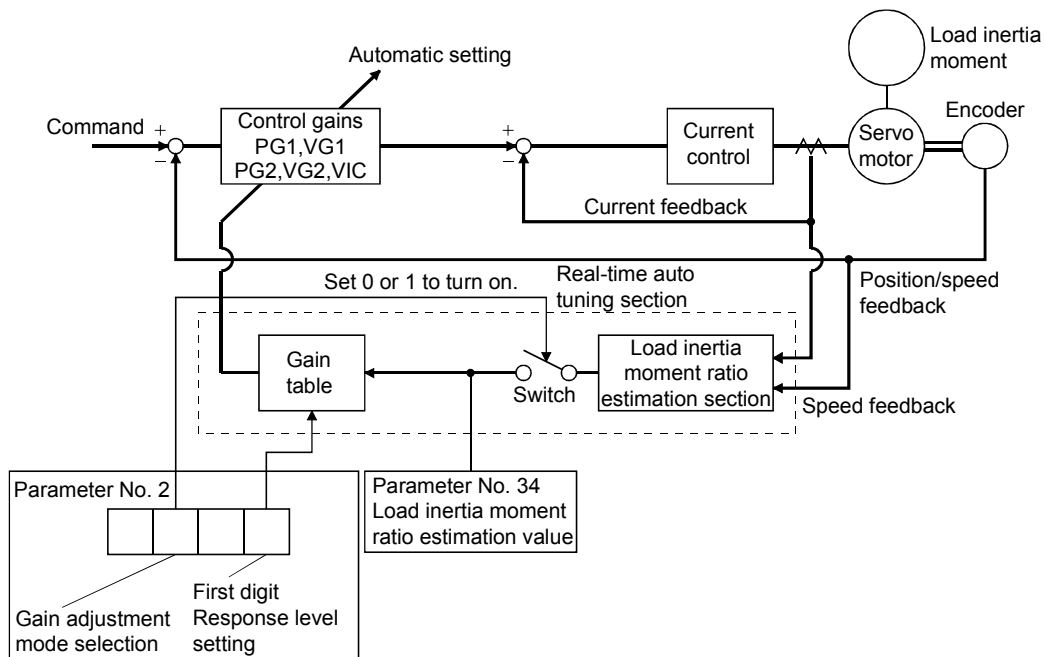 Load inertia
moment
Automatic setting
Encoder
Command
+
−
Control gains
PG1,VG1
PG2,VG2,VIC
+
−
Current
control
Servo
motor
Current feedback
Set 0 or 1 to turn on.
Real-time auto
tuning section
Position/speed
feedback
Gain
table
Switch
Load inertia
moment ratio
estimation section
Speed feedback
Parameter No. 2
Parameter No. 34
Load inertia moment
ratio estimation value
Gain adjustment
mode selection
First digit
Response level
setting